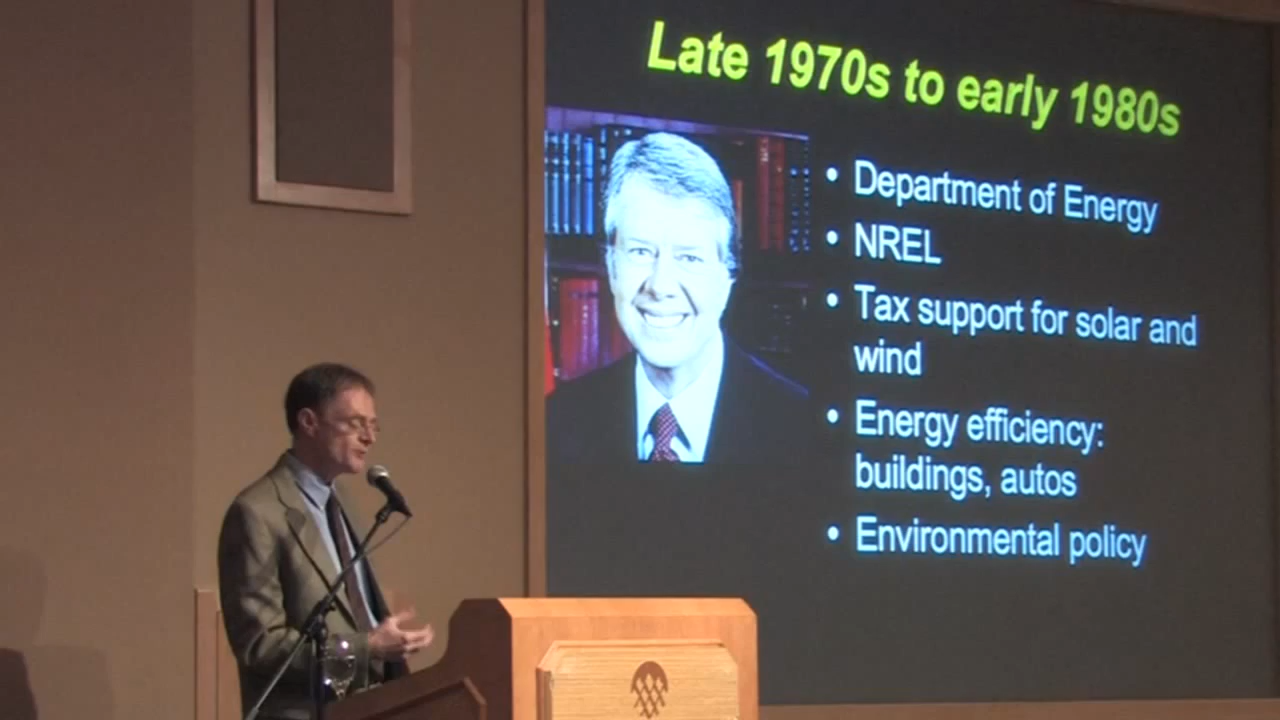 Late 1970s to early 1980s
• Department of Energy
• NREL
• Tax support for solar and
wind
• Energy efficiency:
buildings, autos
• Environmental policy